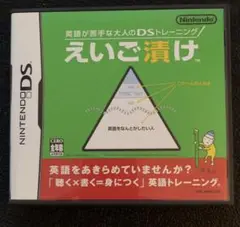 Nintendo
英語が苦手な大人のDSトレーニング
えいご漬け
NINTENDO DS
英語をなんとかしたい人
全年齢
英語をあきらめていませんか?
「聴く×書く=身につく」英語トレーニング。